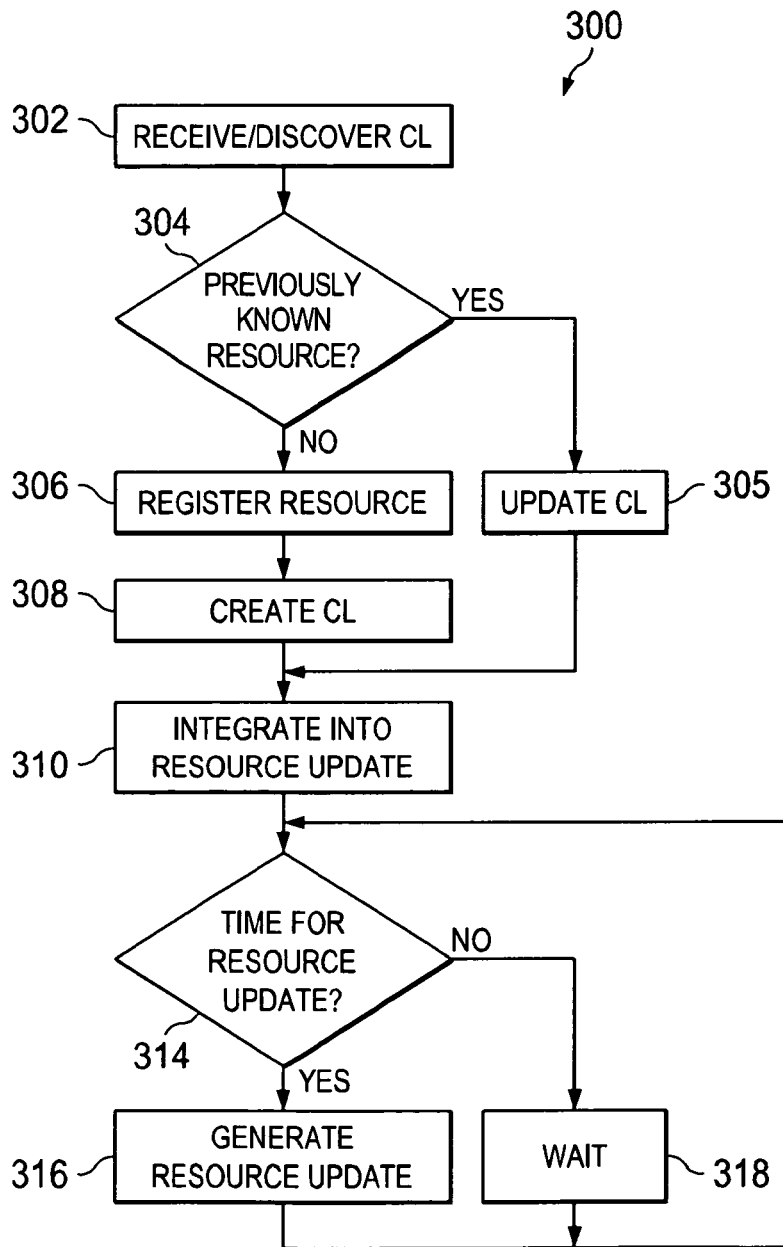 300
302
RECEIVE/DISCOVER CL
304
PREVIOUSLY
KNOWN
RESOURCE?
YES
NO
306
REGISTER RESOURCE
UPDATE CL
305
308
CREATE CL
310
INTEGRATE INTO
RESOURCE UPDATE
TIME FOR
RESOURCE
UPDATE?
NO
314
YES
316
GENERATE
RESOURCE UPDATE
WAIT
318